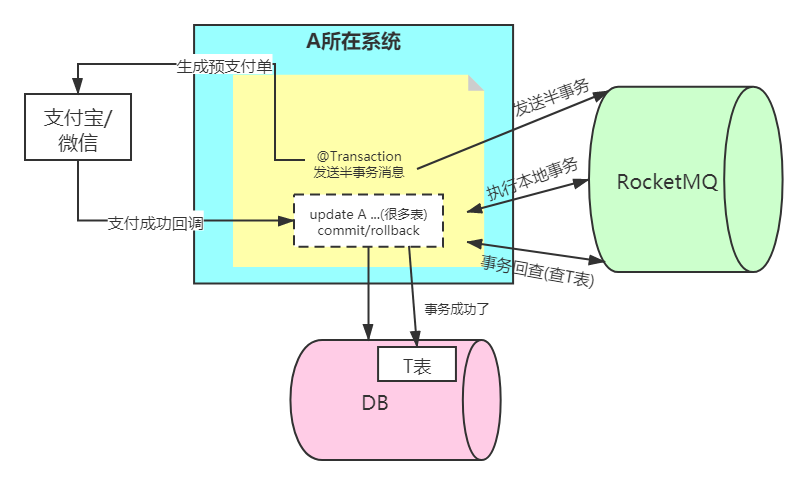 A所在系统
生成预支付单
支付宝/
微信
发送半事务
@Transaction
发送半事务消息
执行本地事务
RocketMQ
支付成功回调
update A ...(很多表)
commit/rollback
事务回查(查T表)
事务成功了
T表
DB